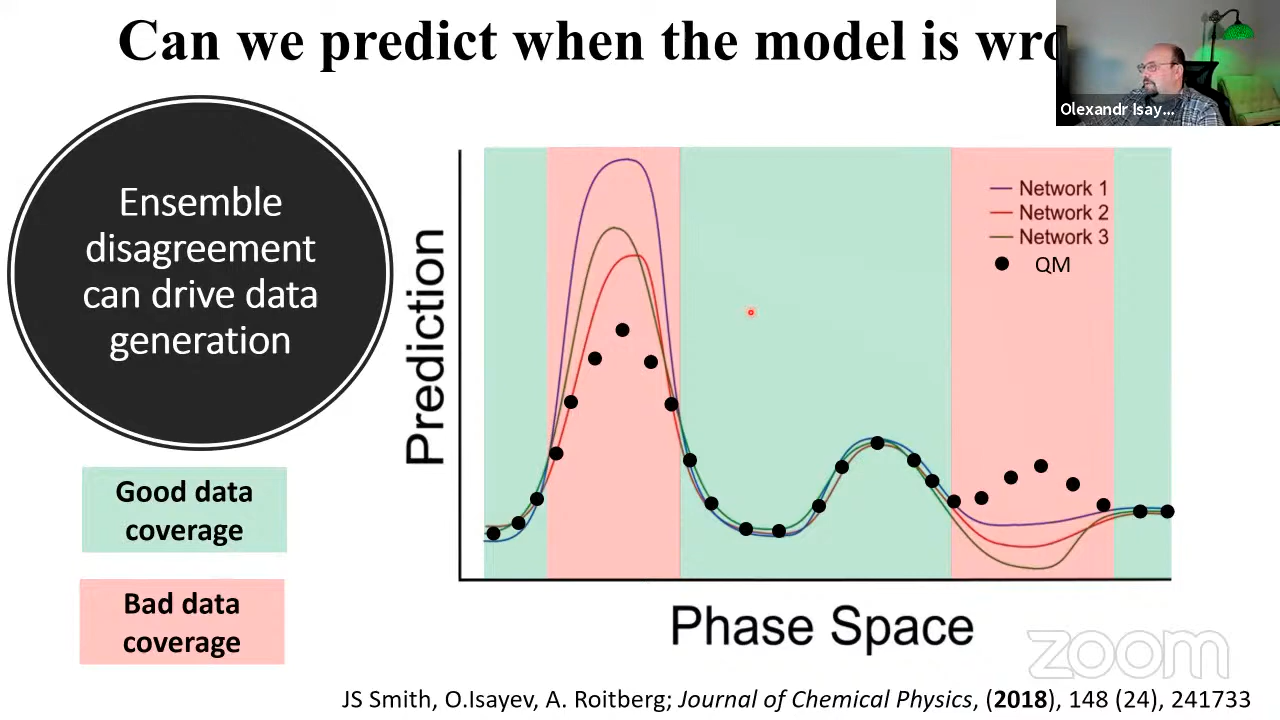 Can we predict when the model is
Olexandr Isay...
Ensemble
disagreement
can drive data
generation
Prediction
Network 1
Network 2
Network 3
QM
Good data
coverage
Bad data
coverage
Phase Space
zoom
JS Smith, O.Isayev, A. Roitberg; Journal of Chemical Physics, (2018), 148 (24), 241733